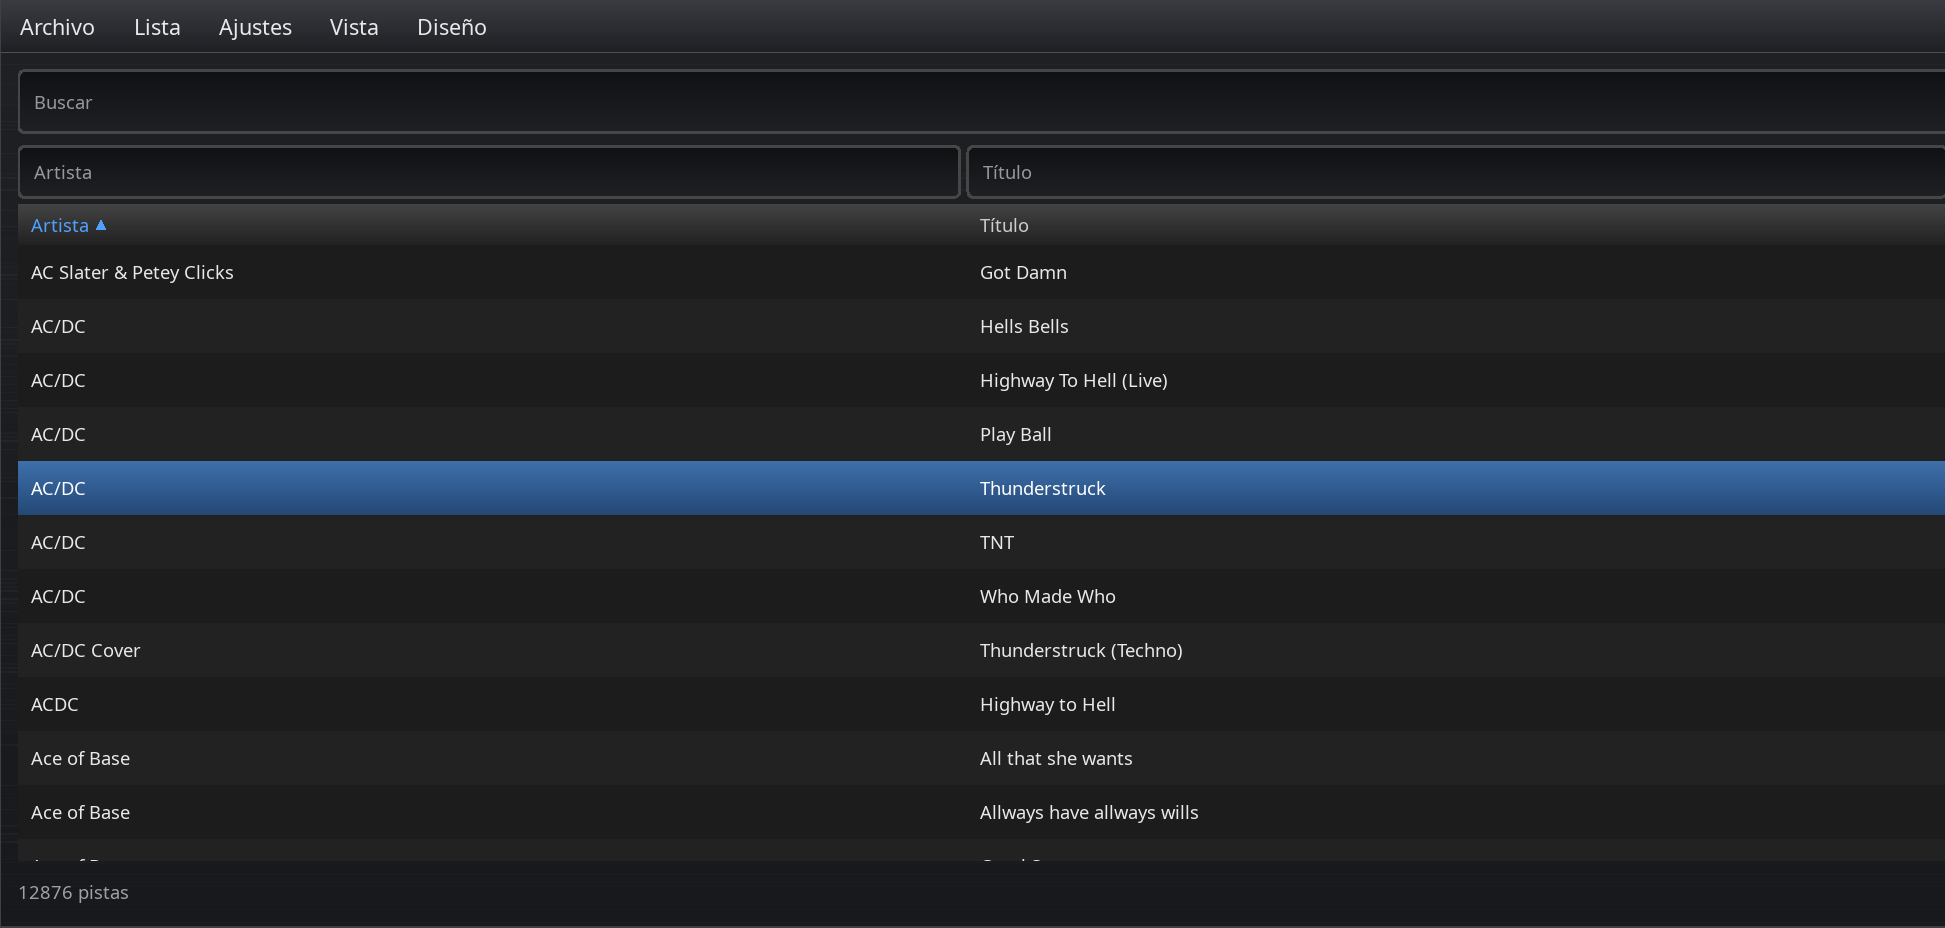 Archivo Lista Ajustes Vista Diseño
Buscar
Artista Título
Artista ▲ Título
AC Slater & Petey Clicks Got Damn
AC/DC Hells Bells
AC/DC Highway To Hell (Live)
AC/DC Play Ball
AC/DC Thunderstruck
AC/DC TNT
AC/DC Who Made Who
AC/DC Cover Thunderstruck (Techno)
ACDC Highway to Hell
Ace of Base All that she wants
Ace of Base Allways have allways wills
12876 pistas